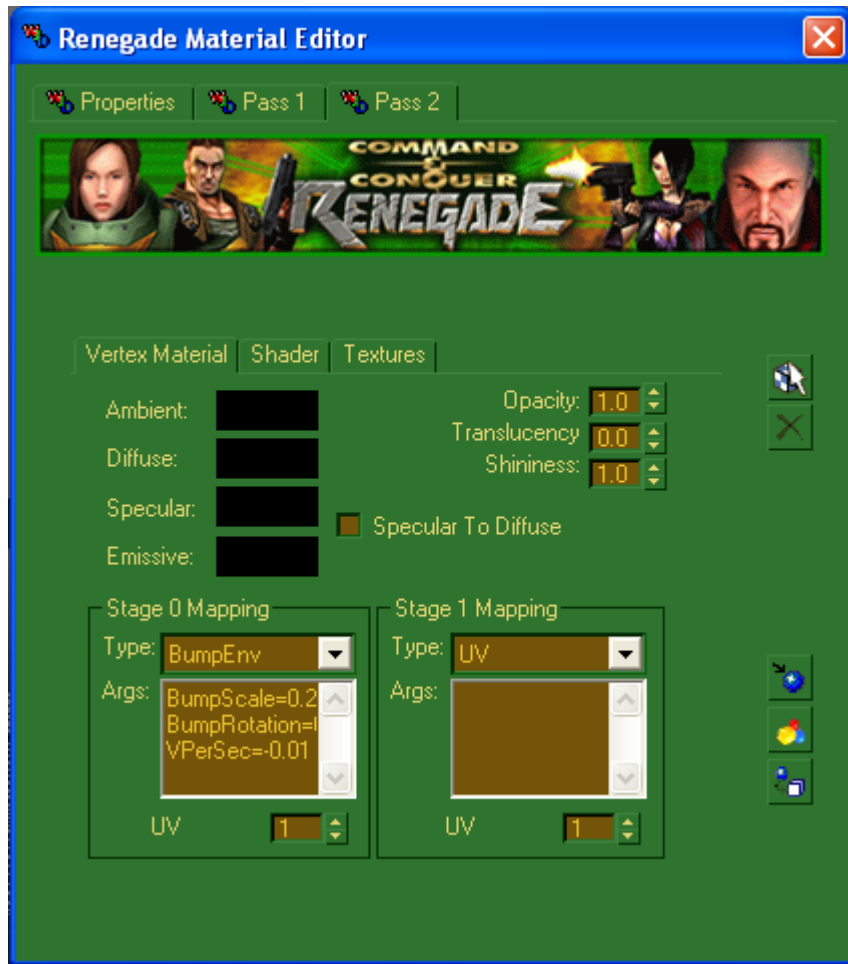 Renegade Material Editor
Properties Pass 1 Pass 2
COMMAND
&
CONQUER
RENEGADE
Vertex Material Shader Textures
Ambient:
Diffuse:
Specular:
Emissive:
Opacity: 1.0
Translucency 0.0
Shininess: 1.0
Specular To Diffuse
Stage 0 Mapping
Type: BumpEnv
Args: BumpScale=0.2
BumpRotation=
VPerSec=-0.01
UV 1
Stage 1 Mapping
Type: UV
Args:
UV 1